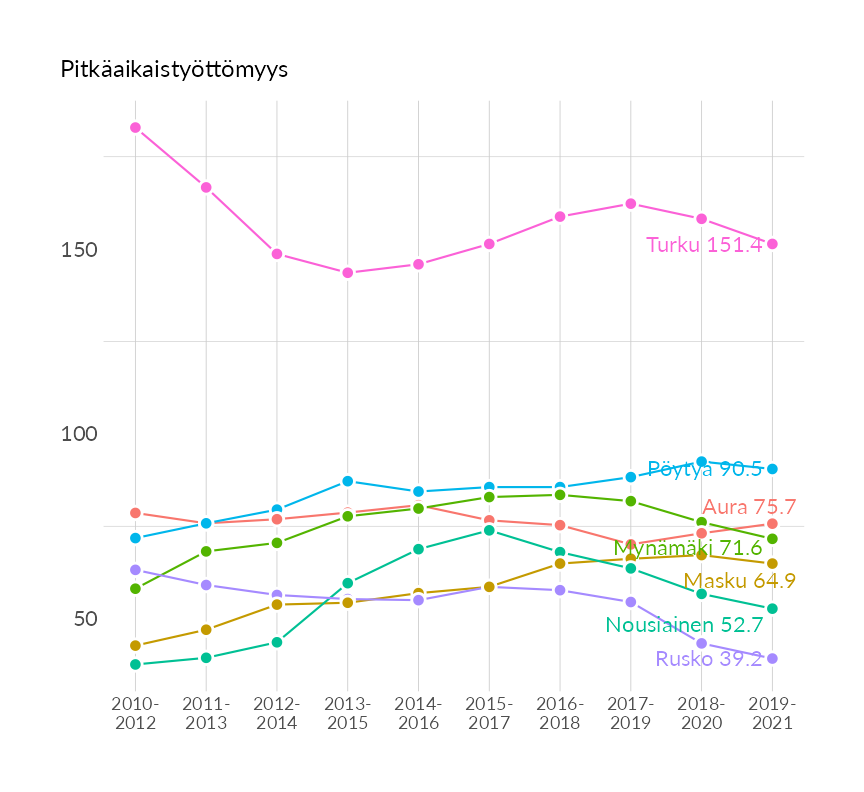 Pitkäaikaistyöttömyys
150
100
50
Turku 151.4
Pöytyä 90.5
Aura 75.7
Mynämäki 71.6
Masku 64.9
Nousiainen 52.7
Rusko 39.2
2010- 2011- 2012- 2013- 2014- 2015- 2016- 2017- 2018- 2019-
2012 2013 2014 2015 2016 2017 2018 2019 2020 2021